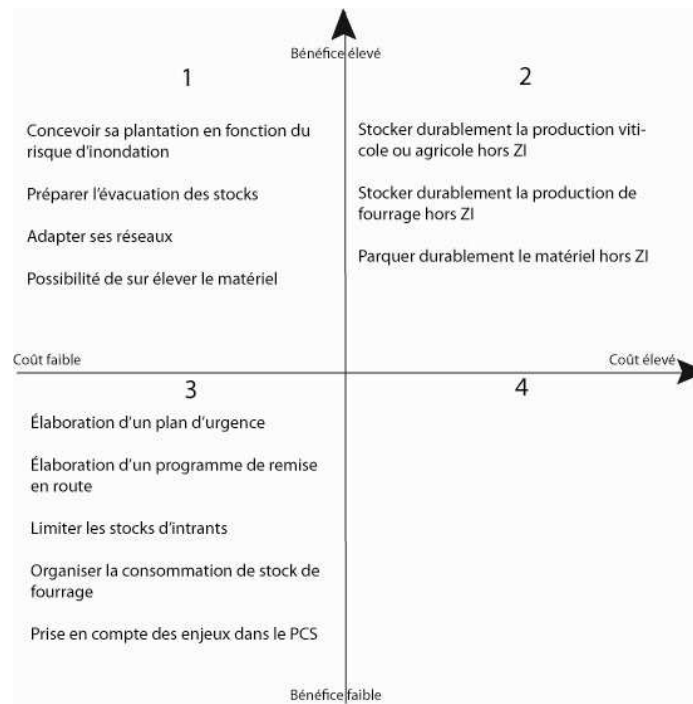 Bénéfice élevé
1
Concevoir sa plantation en fonction du
risque d'inondation
Préparer l'évacuation des stocks
Adapter ses réseaux
Possibilité de sur élever le matériel
2
Stocker durablement la production viti-
cole ou agricole hors ZI
Stocker durablement la production de
fourrage hors ZI
Parquer durablement le matériel hors ZI
Coût faible
Coût élevé
3
Élaboration d'un plan d'urgence
Élaboration d'un programme de remise
en route
Limiter les stocks d'intrants
Organiser la consommation de stock de
fourrage
Prise en compte des enjeux dans le PCS
4
Bénéfice faible